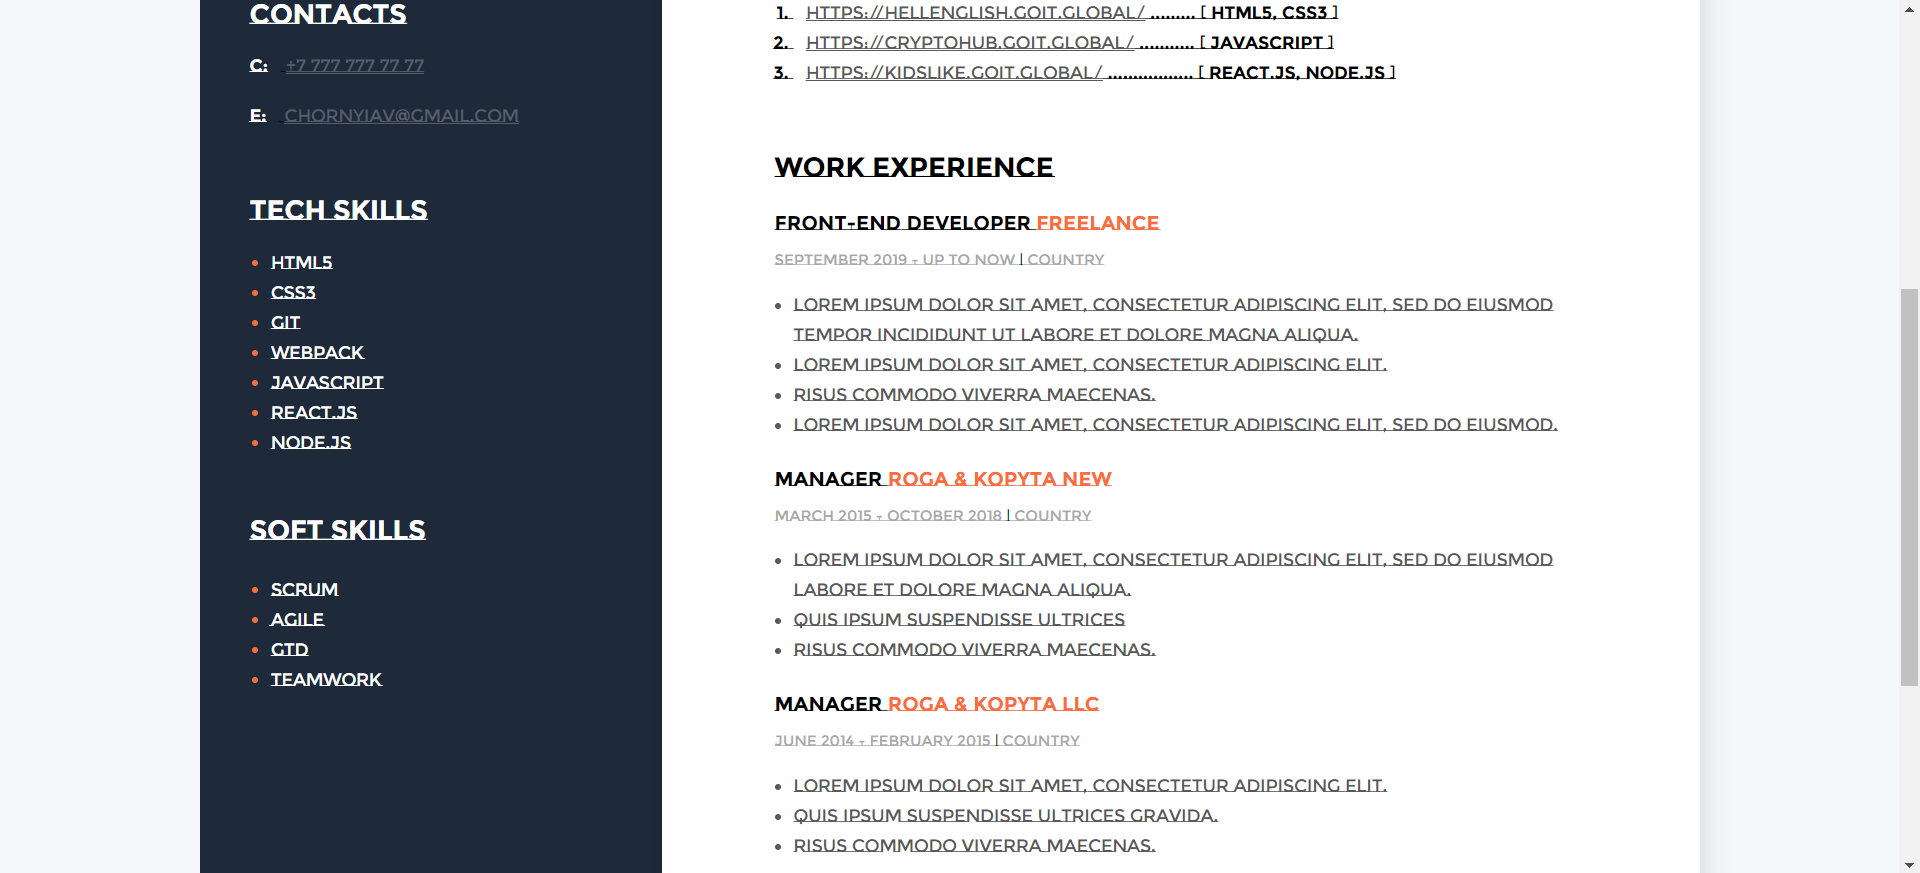 CONTACTS
C: +7 777 777 77 77
E: CHORNYIAV@GMAIL.COM
TECH SKILLS
• HTML5
• CSS3
• GIT
• WEBPACK
• JAVASCRIPT
• REACT.JS
• NODE.JS
SOFT SKILLS
• SCRUM
• AGILE
• GTD
• TEAMWORK
1. HTTPS://HELLENGLISH.GOIT.GLOBAL/ ......... [ HTML5, CSS3 ]
2. HTTPS://CRYPTOHUB.GOIT.GLOBAL/ ........... [ JAVASCRIPT ]
3. HTTPS://KIDSLIKE.GOIT.GLOBAL/ ................. [ REACT.JS, NODE.JS ]
WORK EXPERIENCE
FRONT-END DEVELOPER FREELANCE
SEPTEMBER 2019 - UP TO NOW | COUNTRY
• LOREM IPSUM DOLOR SIT AMET, CONSECTETUR ADIPISCING ELIT, SED DO EIUSMOD
TEMPOR INCIDIDUNT UT LABORE ET DOLORE MAGNA ALIQUA.
• LOREM IPSUM DOLOR SIT AMET, CONSECTETUR ADIPISCING ELIT.
• RISUS COMMODO VIVERRA MAECENAS.
• LOREM IPSUM DOLOR SIT AMET, CONSECTETUR ADIPISCING ELIT, SED DO EIUSMOD.
MANAGER ROGA & KOPYTA NEW
MARCH 2015 - OCTOBER 2018 | COUNTRY
• LOREM IPSUM DOLOR SIT AMET, CONSECTETUR ADIPISCING ELIT, SED DO EIUSMOD
LABORE ET DOLORE MAGNA ALIQUA.
• QUIS IPSUM SUSPENDISSE ULTRICES
• RISUS COMMODO VIVERRA MAECENAS.
MANAGER ROGA & KOPYTA LLC
JUNE 2014 - FEBRUARY 2015 | COUNTRY
• LOREM IPSUM DOLOR SIT AMET, CONSECTETUR ADIPISCING ELIT.
• QUIS IPSUM SUSPENDISSE ULTRICES GRAVIDA.
• RISUS COMMODO VIVERRA MAECENAS.